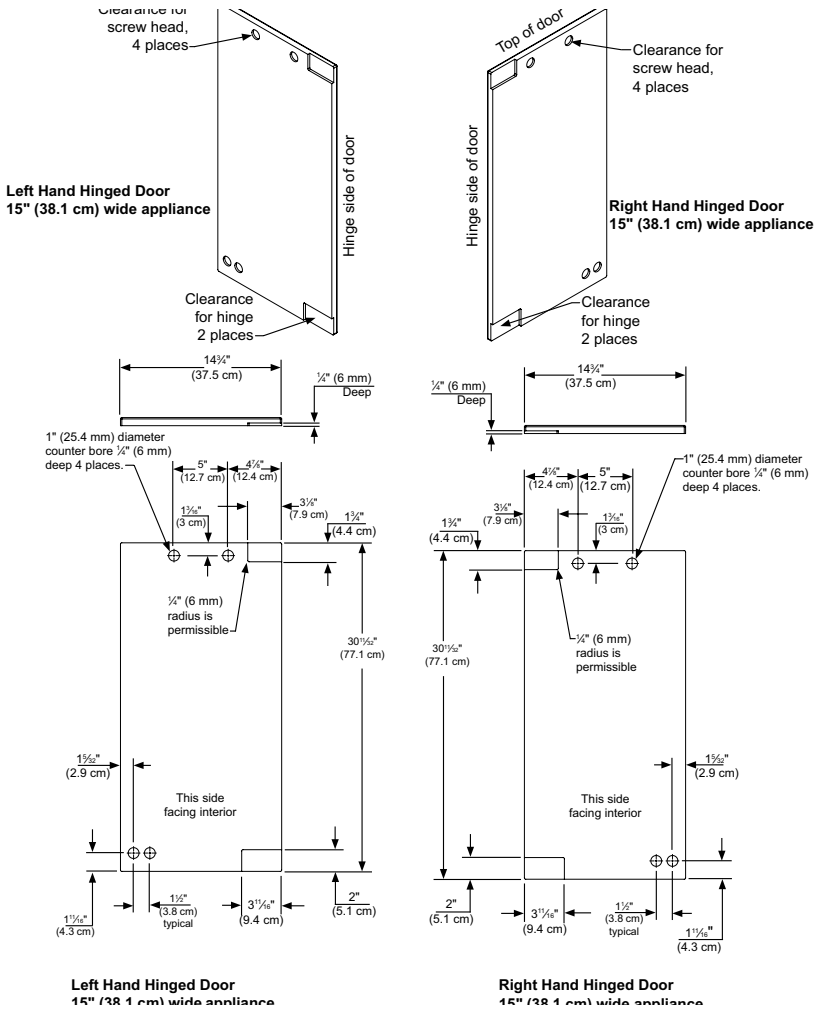 Clearance for
screw head,
4 places
Hinge side of door
Left Hand Hinged Door
15" (38.1 cm) wide appliance
Clearance
for hinge
2 places
Top of door
Clearance for
screw head,
4 places
Hinge side of door
Right Hand Hinged Door
15" (38.1 cm) wide appliance
Clearance
for hinge
2 places
14¾"
(37.5 cm)
¼" (6 mm)
Deep
1" (25.4 mm) diameter
counter bore ¼" (6 mm)
deep 4 places.
5"
(12.7 cm)
4⅞"
(12.4 cm)
1³⁄₁₆"
(3 cm)
3⅛"
(7.9 cm)
1¾"
(4.4 cm)
¼" (6 mm)
radius is
permissible
30¹¹⁄₃₂"
(77.1 cm)
1⁵⁄₃₂"
(2.9 cm)
This side
facing interior
1¹¹⁄₁₆"
(4.3 cm)
1½"
(3.8 cm)
typical
3¹¹⁄₁₆"
(9.4 cm)
2"
(5.1 cm)
Left Hand Hinged Door
15" (38.1 cm) wide appliance
14¾"
(37.5 cm)
¼" (6 mm)
Deep
4⅞"
(12.4 cm)
5"
(12.7 cm)
1" (25.4 mm) diameter
counter bore ¼" (6 mm)
deep 4 places.
3⅛"
(7.9 cm)
1³⁄₁₆"
(3 cm)
1¾"
(4.4 cm)
¼" (6 mm)
radius is
permissible
30¹¹⁄₃₂"
(77.1 cm)
1⁵⁄₃₂"
(2.9 cm)
This side
facing interior
2"
(5.1 cm)
3¹¹⁄₁₆"
(9.4 cm)
1½"
(3.8 cm)
typical
1¹¹⁄₁₆"
(4.3 cm)
Right Hand Hinged Door
15" (38.1 cm) wide appliance